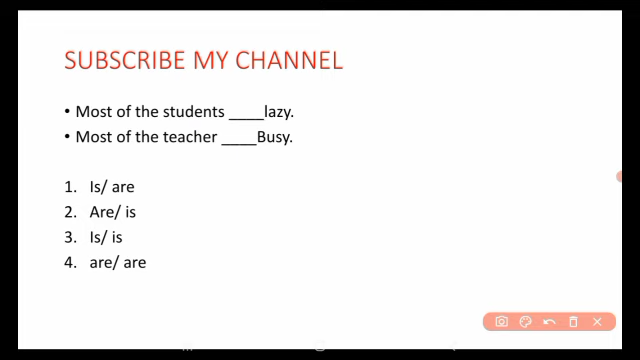 SUBSCRIBE MY CHANNEL
• Most of the students ____lazy.
• Most of the teacher ____Busy.
1. Is/ are
2. Are/ is
3. Is/ is
4. are/ are